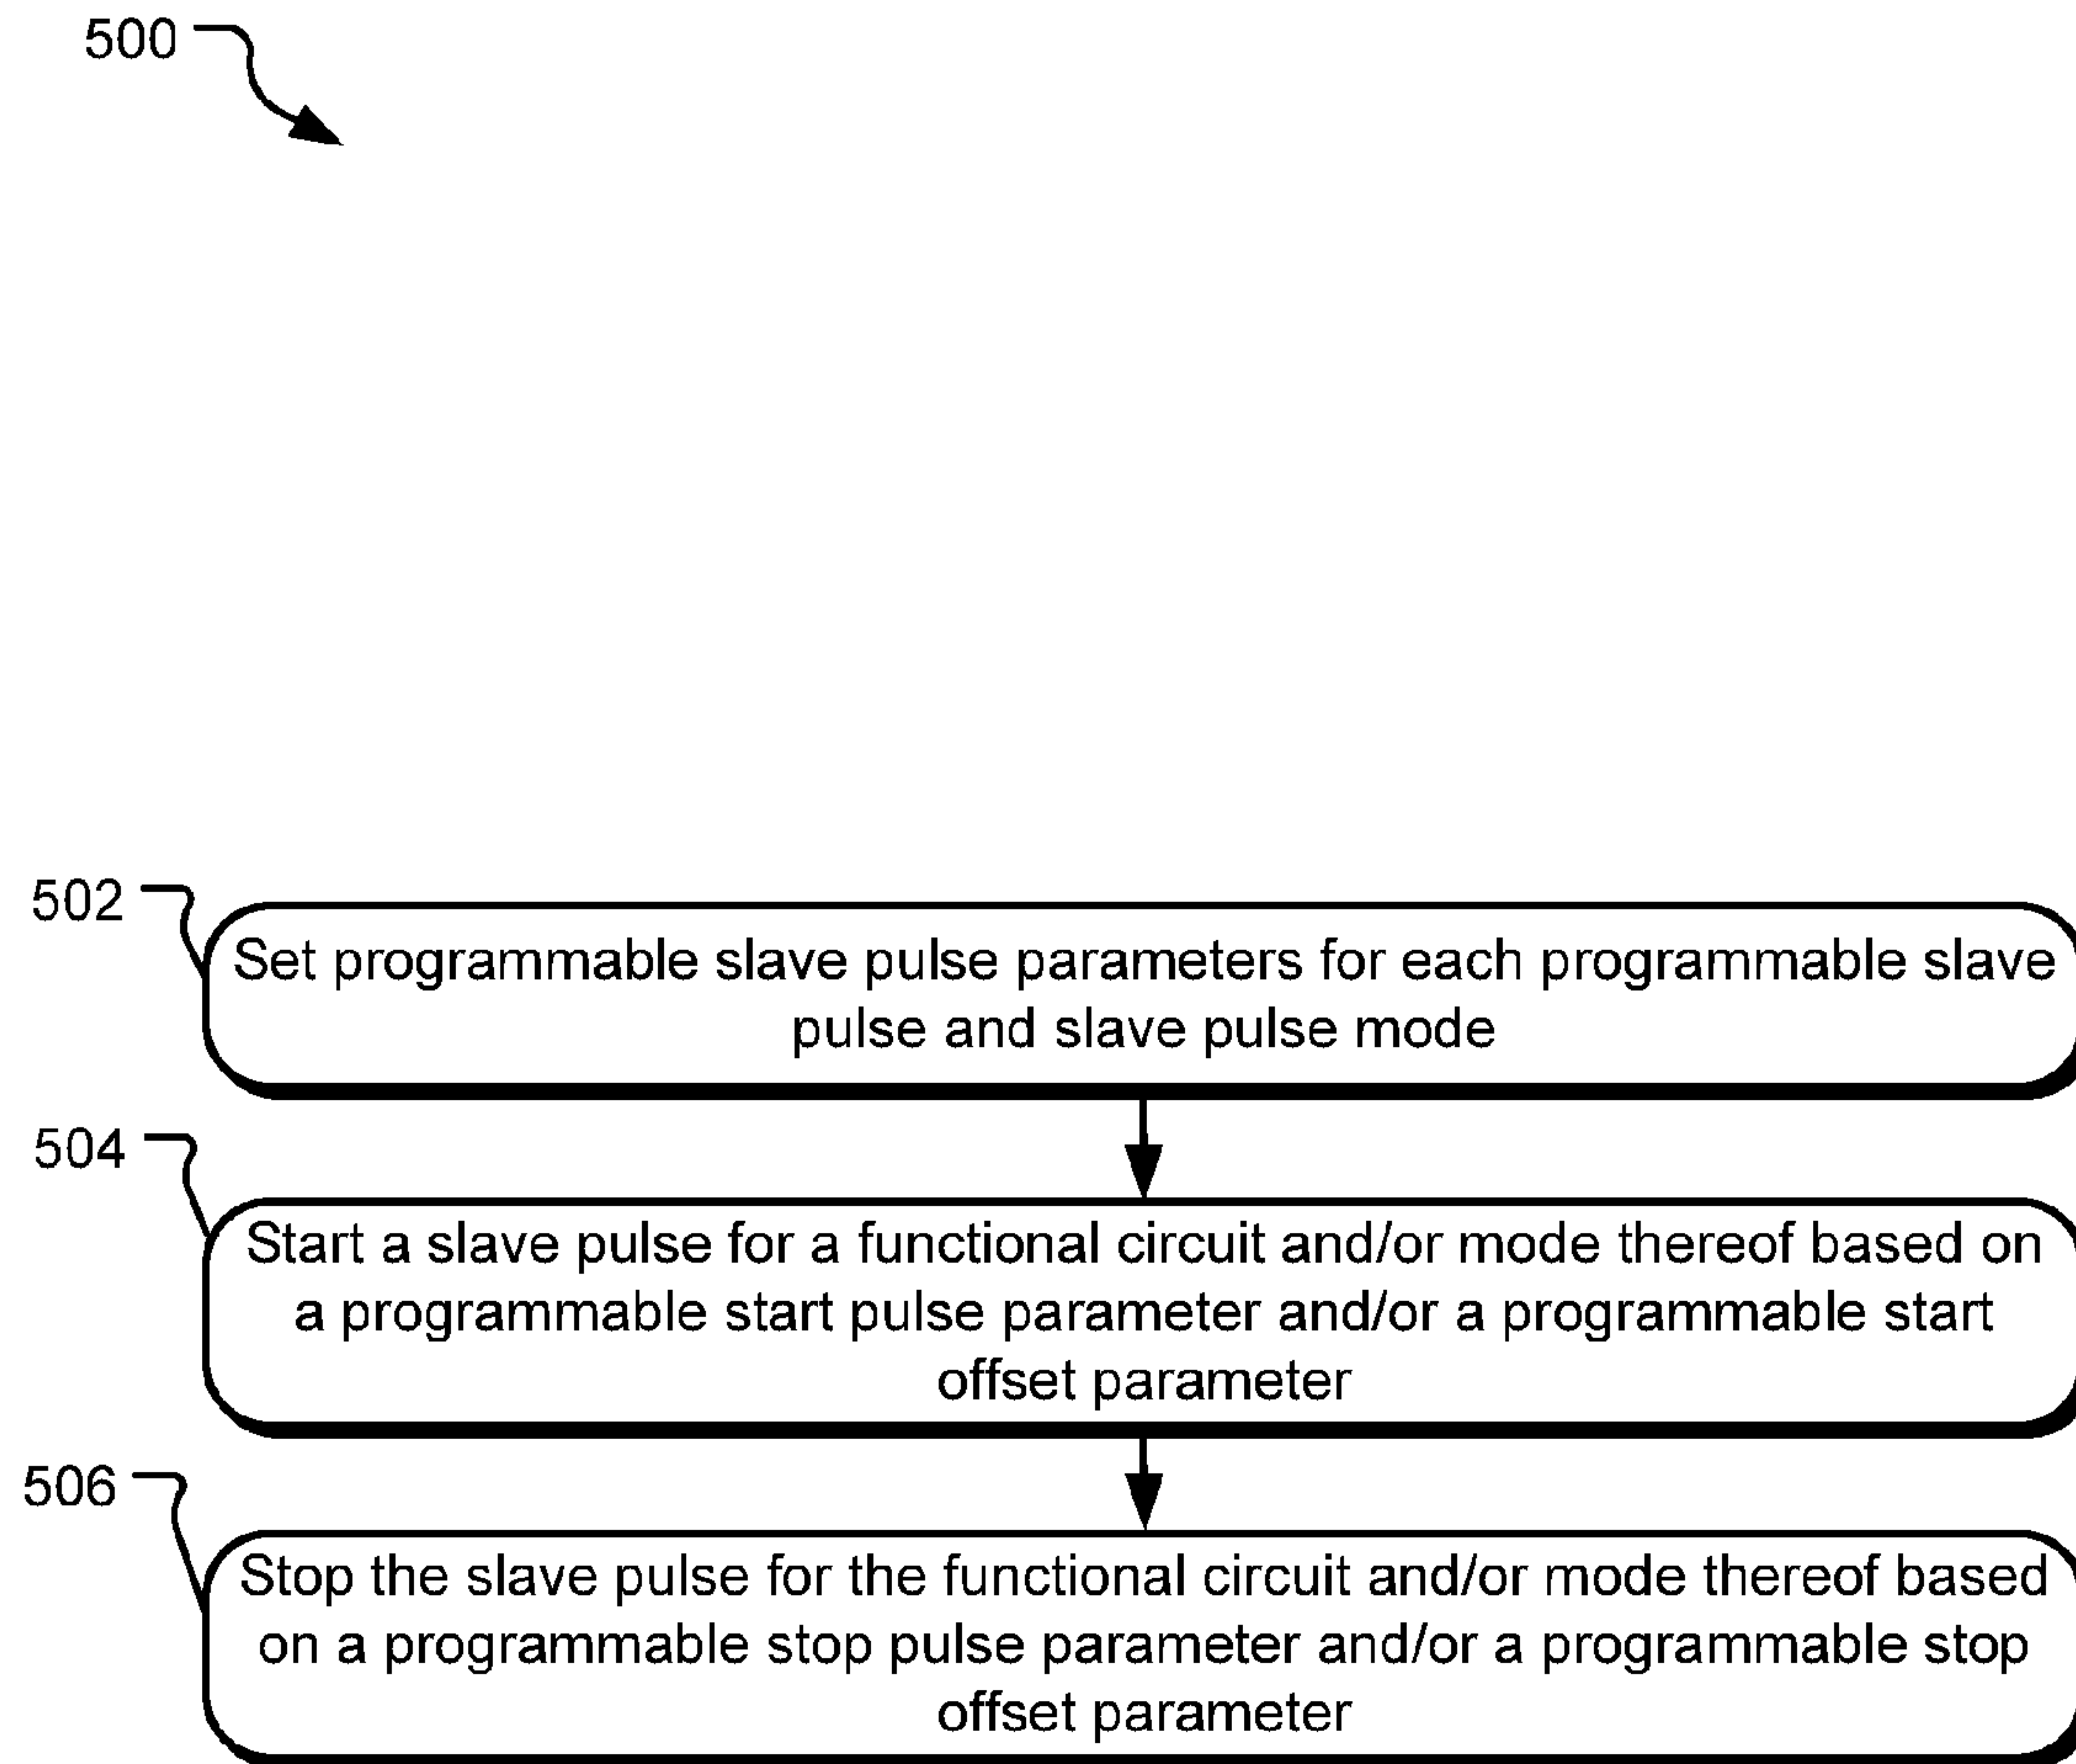 500
502
Set programmable slave pulse parameters for each programmable slave
pulse and slave pulse mode
504
Start a slave pulse for a functional circuit and/or mode thereof based on
a programmable start pulse parameter and/or a programmable start
offset parameter
506
Stop the slave pulse for the functional circuit and/or mode thereof based
on a programmable stop pulse parameter and/or a programmable stop
offset parameter